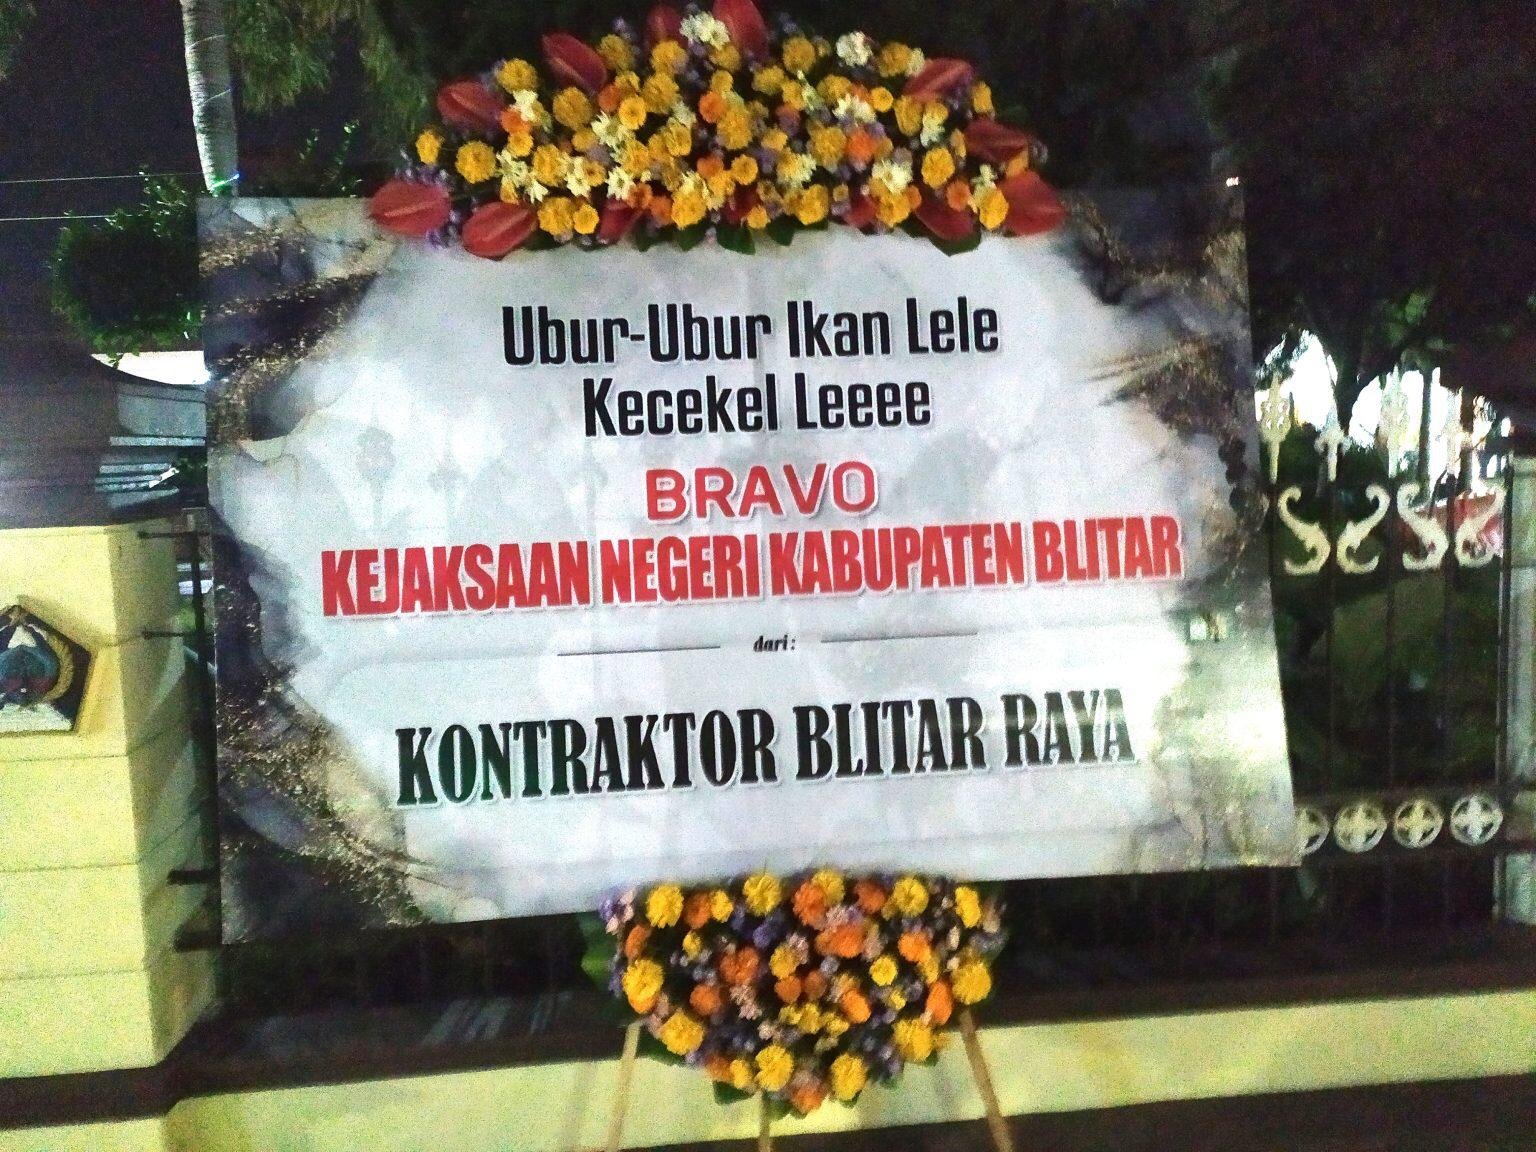 Ubur-Ubur Ikan Lele
Kecekel Leeee
BRAVO
KEJAKSAAN NEGERI KABUPATEN BLITAR
dari:
KONTRAKTOR BLITAR RAYA